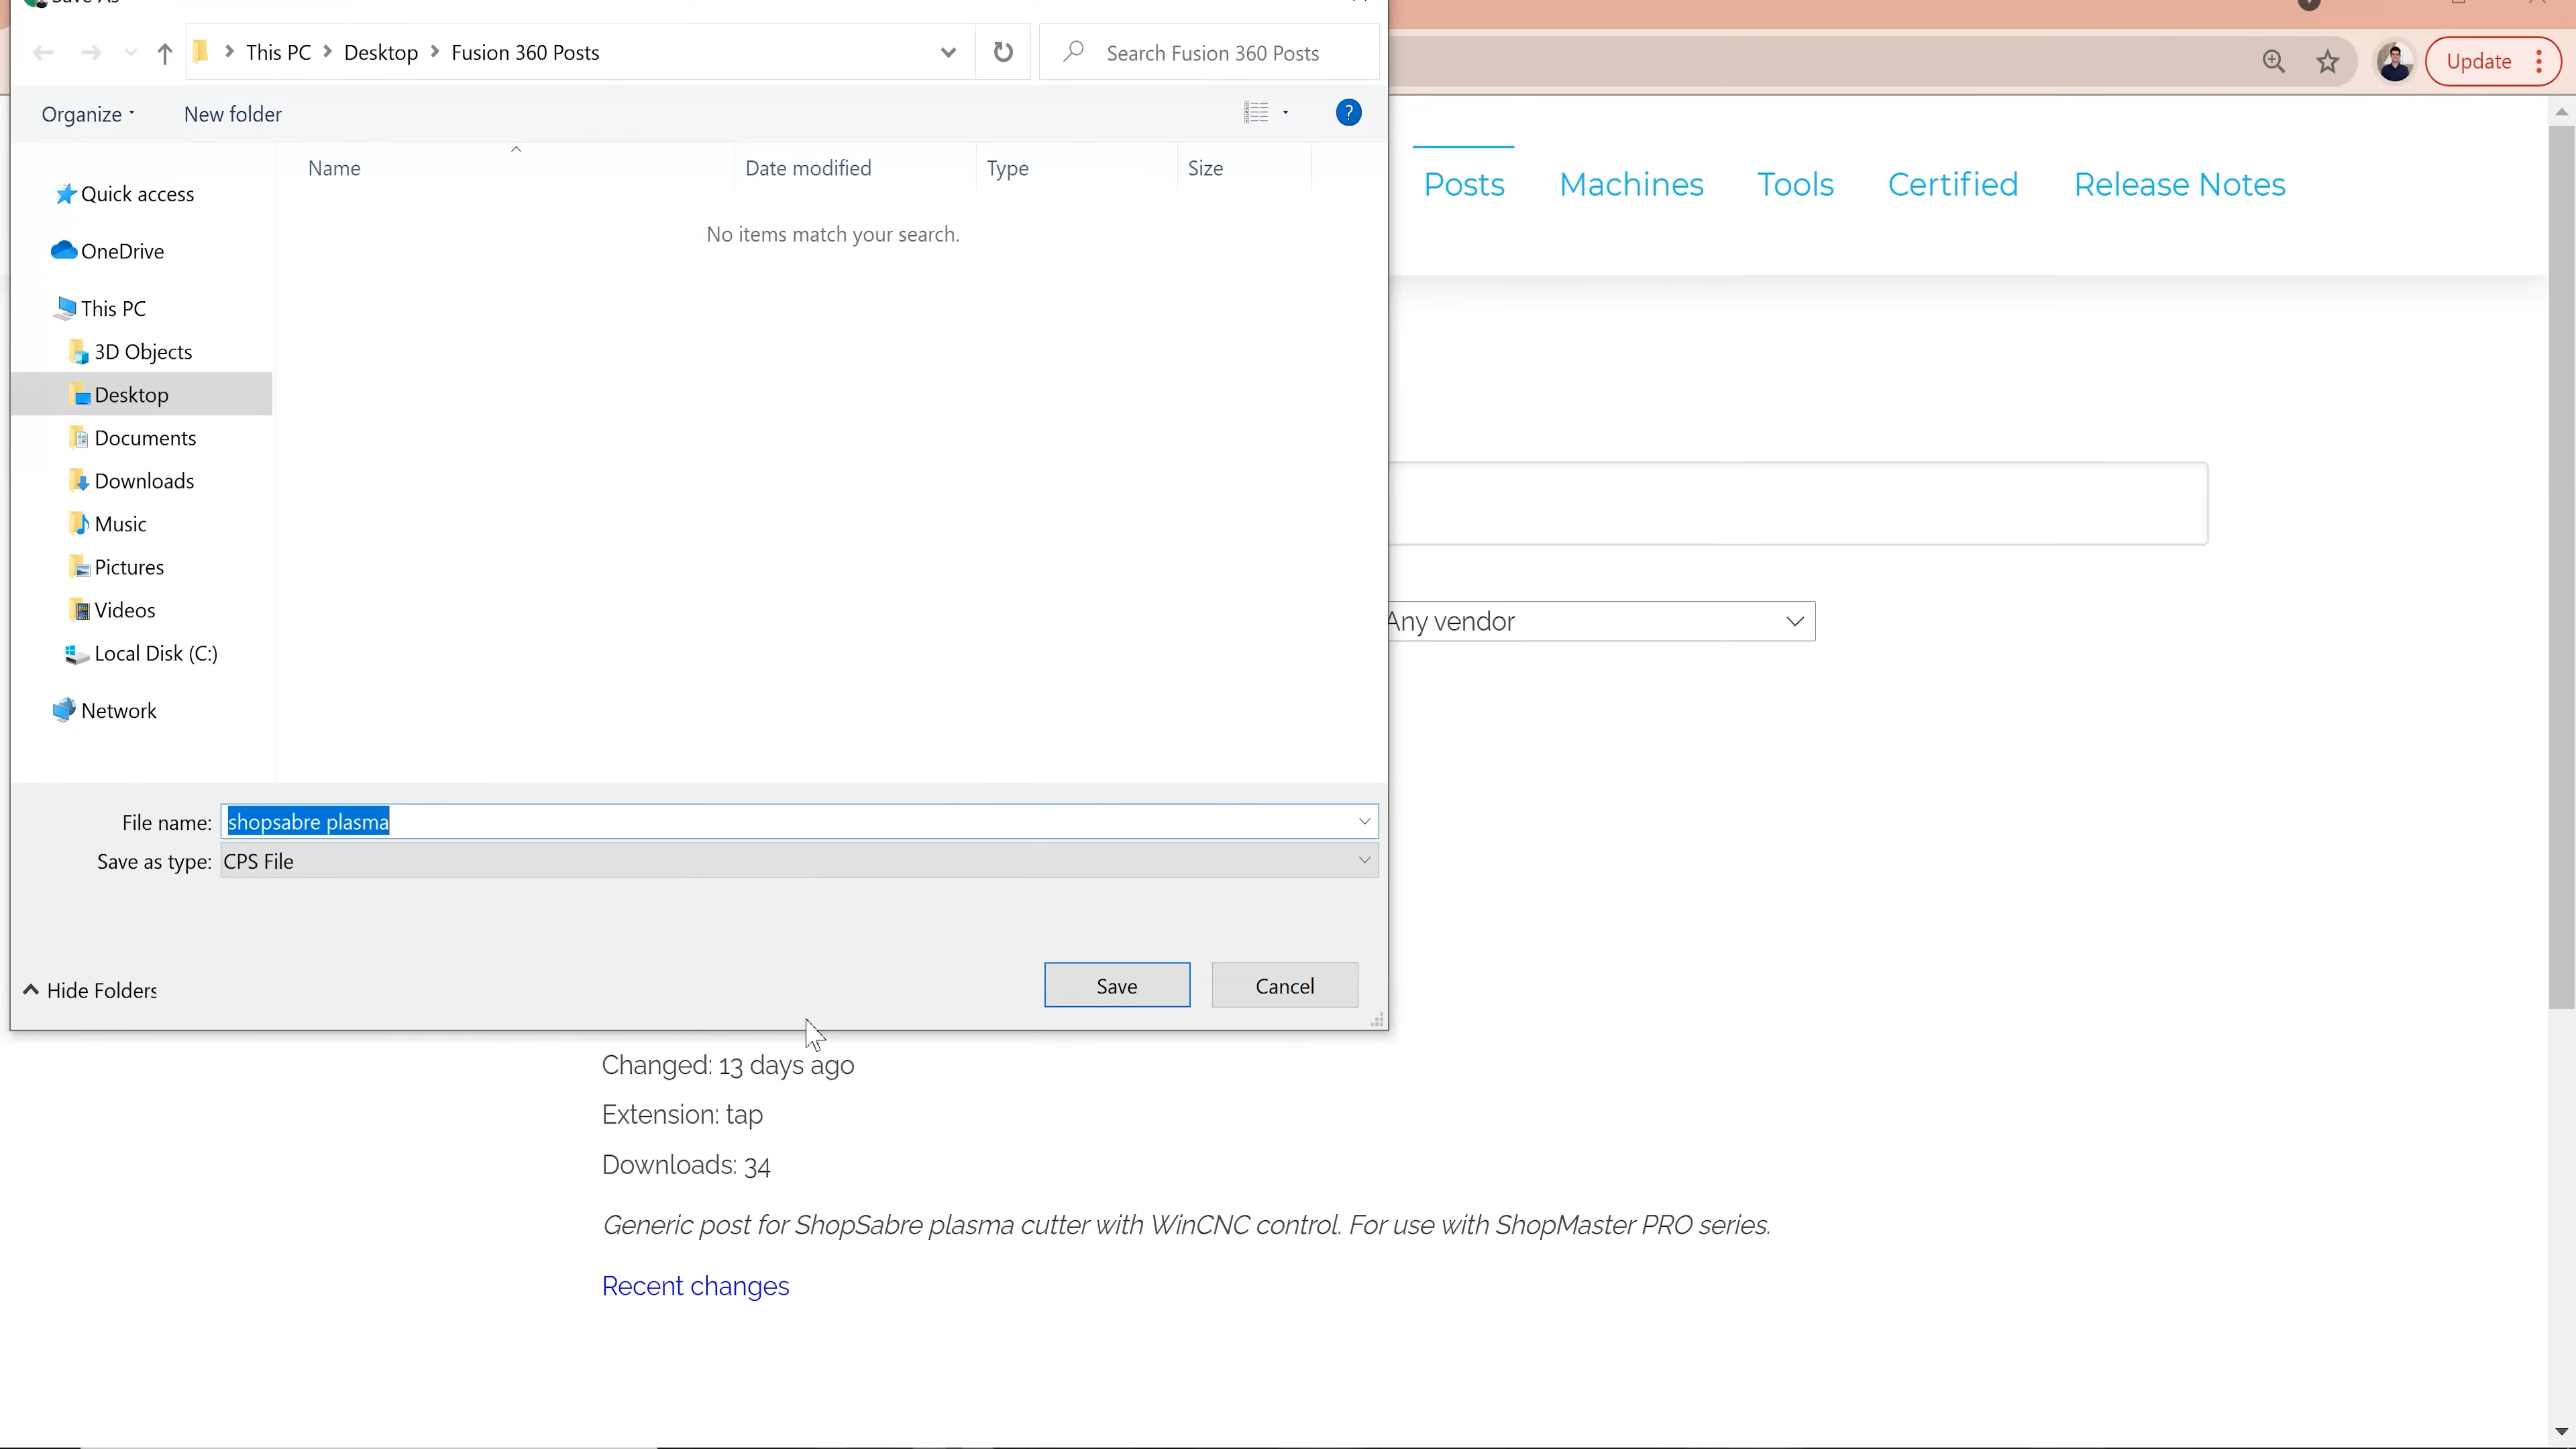 Save As
This PC > Desktop > Fusion 360 Posts
Search Fusion 360 Posts
Update
Organize
New folder
?
Name
Date modified
Type
Size
No items match your search.
Quick access
OneDrive
This PC
3D Objects
Desktop
Documents
Downloads
Music
Pictures
Videos
Local Disk (C:)
Network
Posts
Machines
Tools
Certified
Release Notes
Any vendor
File name: shopsabre plasma
Save as type: CPS File
Hide Folders
Save
Cancel
Changed: 13 days ago
Extension: tap
Downloads: 34
Generic post for ShopSabre plasma cutter with WinCNC control. For use with ShopMaster PRO series.
Recent changes